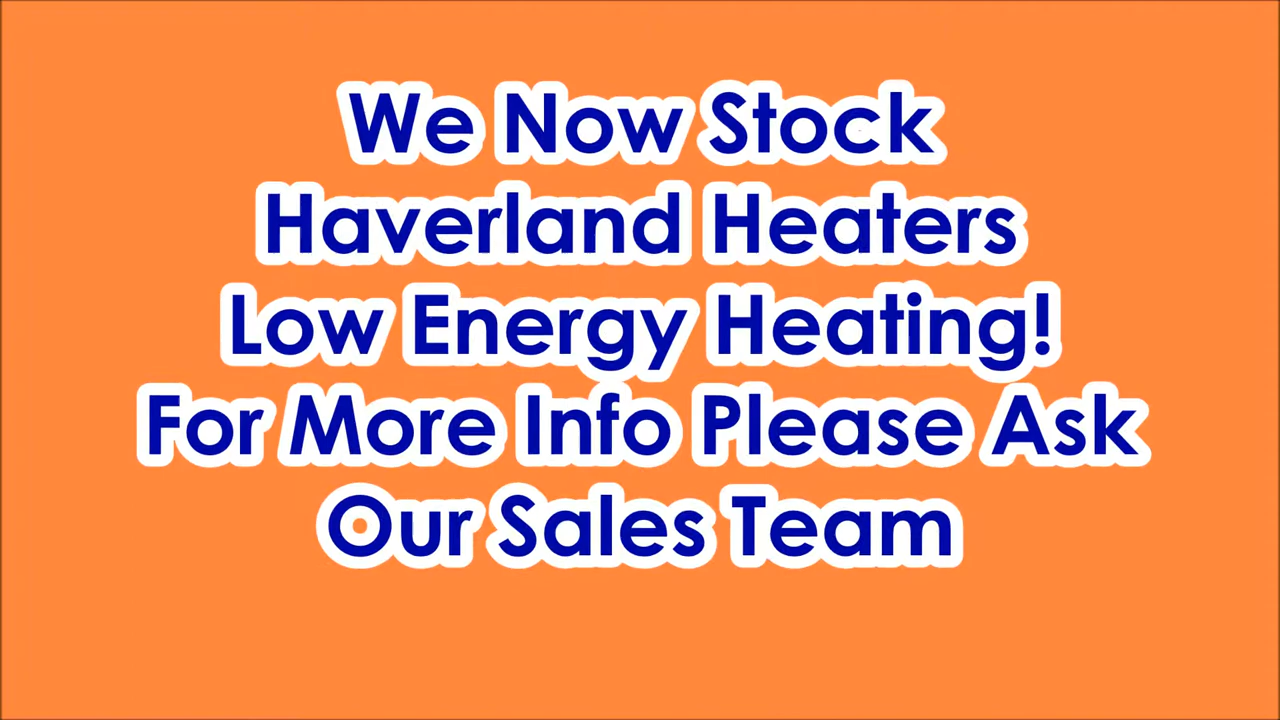 We Now Stock
Haverland Heaters
Low Energy Heating!
For More Info Please Ask
Our Sales Team